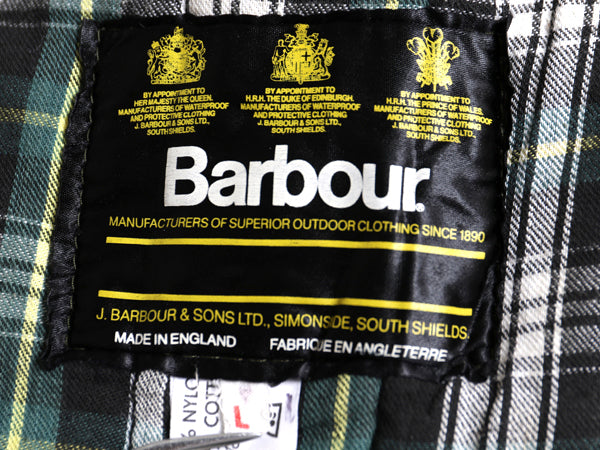 BY APPOINTMENT TO
HER MAJESTY THE QUEEN.
MANUFACTURERS OF WATERPROOF
AND PROTECTIVE CLOTHING
J. BARBOUR & SONS LTD.,
SOUTH SHIELDS.
BY APPOINTMENT TO
H.R.H. THE DUKE OF EDINBURGH.
MANUFACTURERS OF WATERPROOF
AND PROTECTIVE CLOTHING
J. BARBOUR & SONS LTD.,
SOUTH SHIELDS.
BY APPOINTMENT TO
H.R.H. THE PRINCE OF WALES.
MANUFACTURERS OF WATERPROOF
AND PROTECTIVE CLOTHING
J. BARBOUR & SONS LTD.,
SOUTH SHIELDS.
Barbour
MANUFACTURERS OF SUPERIOR OUTDOOR CLOTHING SINCE 1890
J. BARBOUR & SONS LTD., SIMONSIDE, SOUTH SHIELDS.
MADE IN ENGLAND FABRIQUE EN ANGLETERRE
% NYLO
COTT